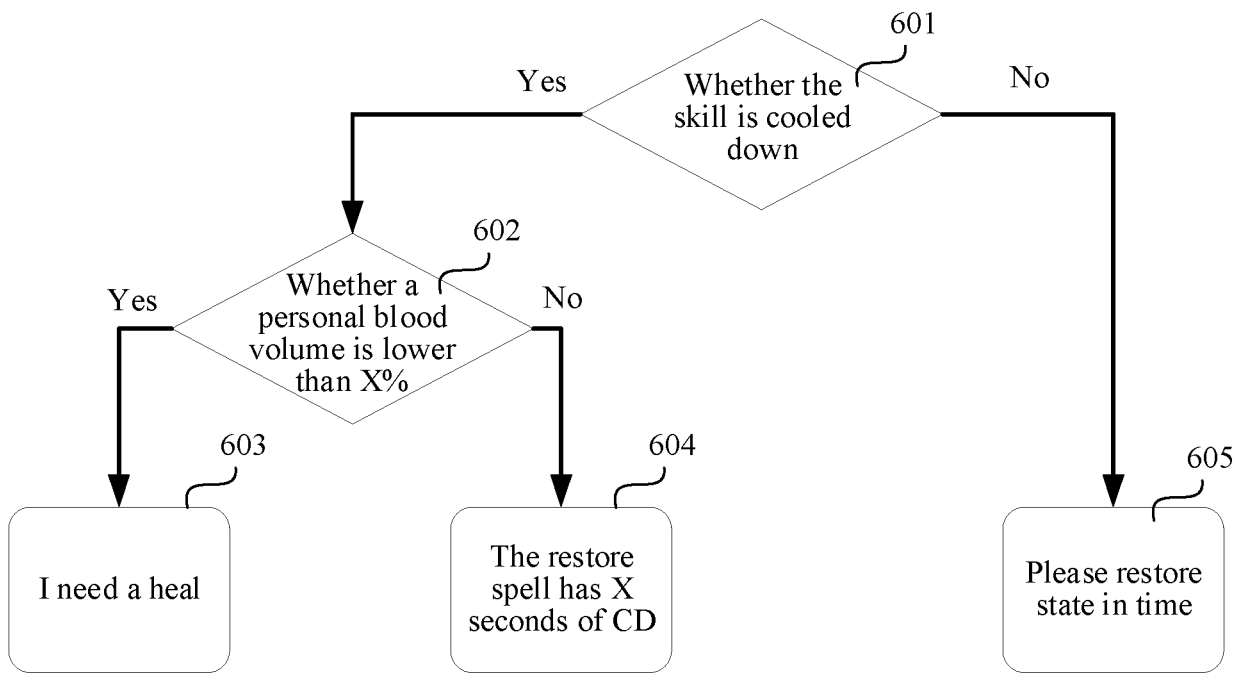 601
Yes
No
Whether the
skill is cooled
down
602
Yes
No
Whether a
personal blood
volume is lower
than X%
603
604
605
I need a heal
The restore
spell has X
seconds of CD
Please restore
state in time